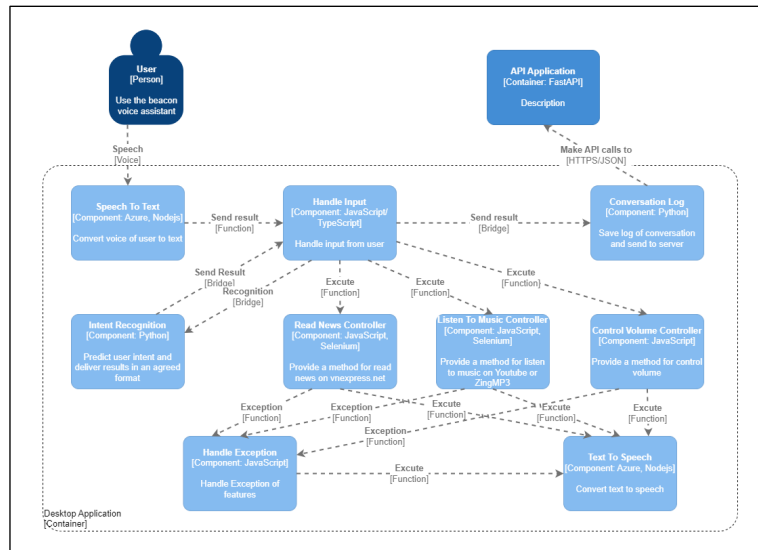 User
[Person]
Use the beacon
voice assistant
API Application
[Container: FastAPI]
Description
Speech
[Voice]
Make API calls to
[HTTPS/JSON]
Speech To Text
[Component: Azure, Nodejs]
Convert voice of user to text
Send result
[Function]
Handle Input
[Component: JavaScript/
TypeScript]
Handle input from user
Send result
[Bridge]
Conversation Log
[Component: Python]
Save log of conversation
and send to server
Send Result
[Bridge]
Recognition
[Bridge]
Excute
[Function]
Excute
[Function]
Excute
[Function]
Intent Recognition
[Component: Python]
Predict user intent and
deliver results in an agreed
format
Read News Controller
[Component: JavaScript,
Selenium]
Provide a method for read
news on vnexpress.net
Listen To Music Controller
[Component: JavaScript,
Selenium]
Provide a method for listen
to music on Youtube or
ZingMP3
Control Volume Controller
[Component: JavaScript]
Provide a method for control
volume
Exception
[Function]
Exception
[Function]
Exception
[Function]
Excute
[Function]
Excute
[Function]
Excute
[Function]
Handle Exception
[Component: JavaScript]
Handle Exception of
features
Excute
[Function]
Text To Speech
[Component: Azure, Nodejs]
Convert text to speech
Desktop Application
[Container]